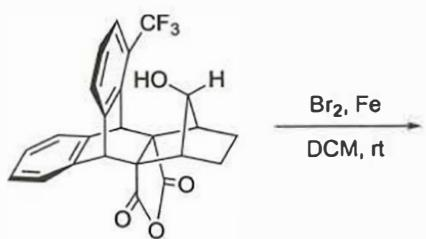 CF₃
HO H
Br₂, Fe
DCM, rt
O O
O